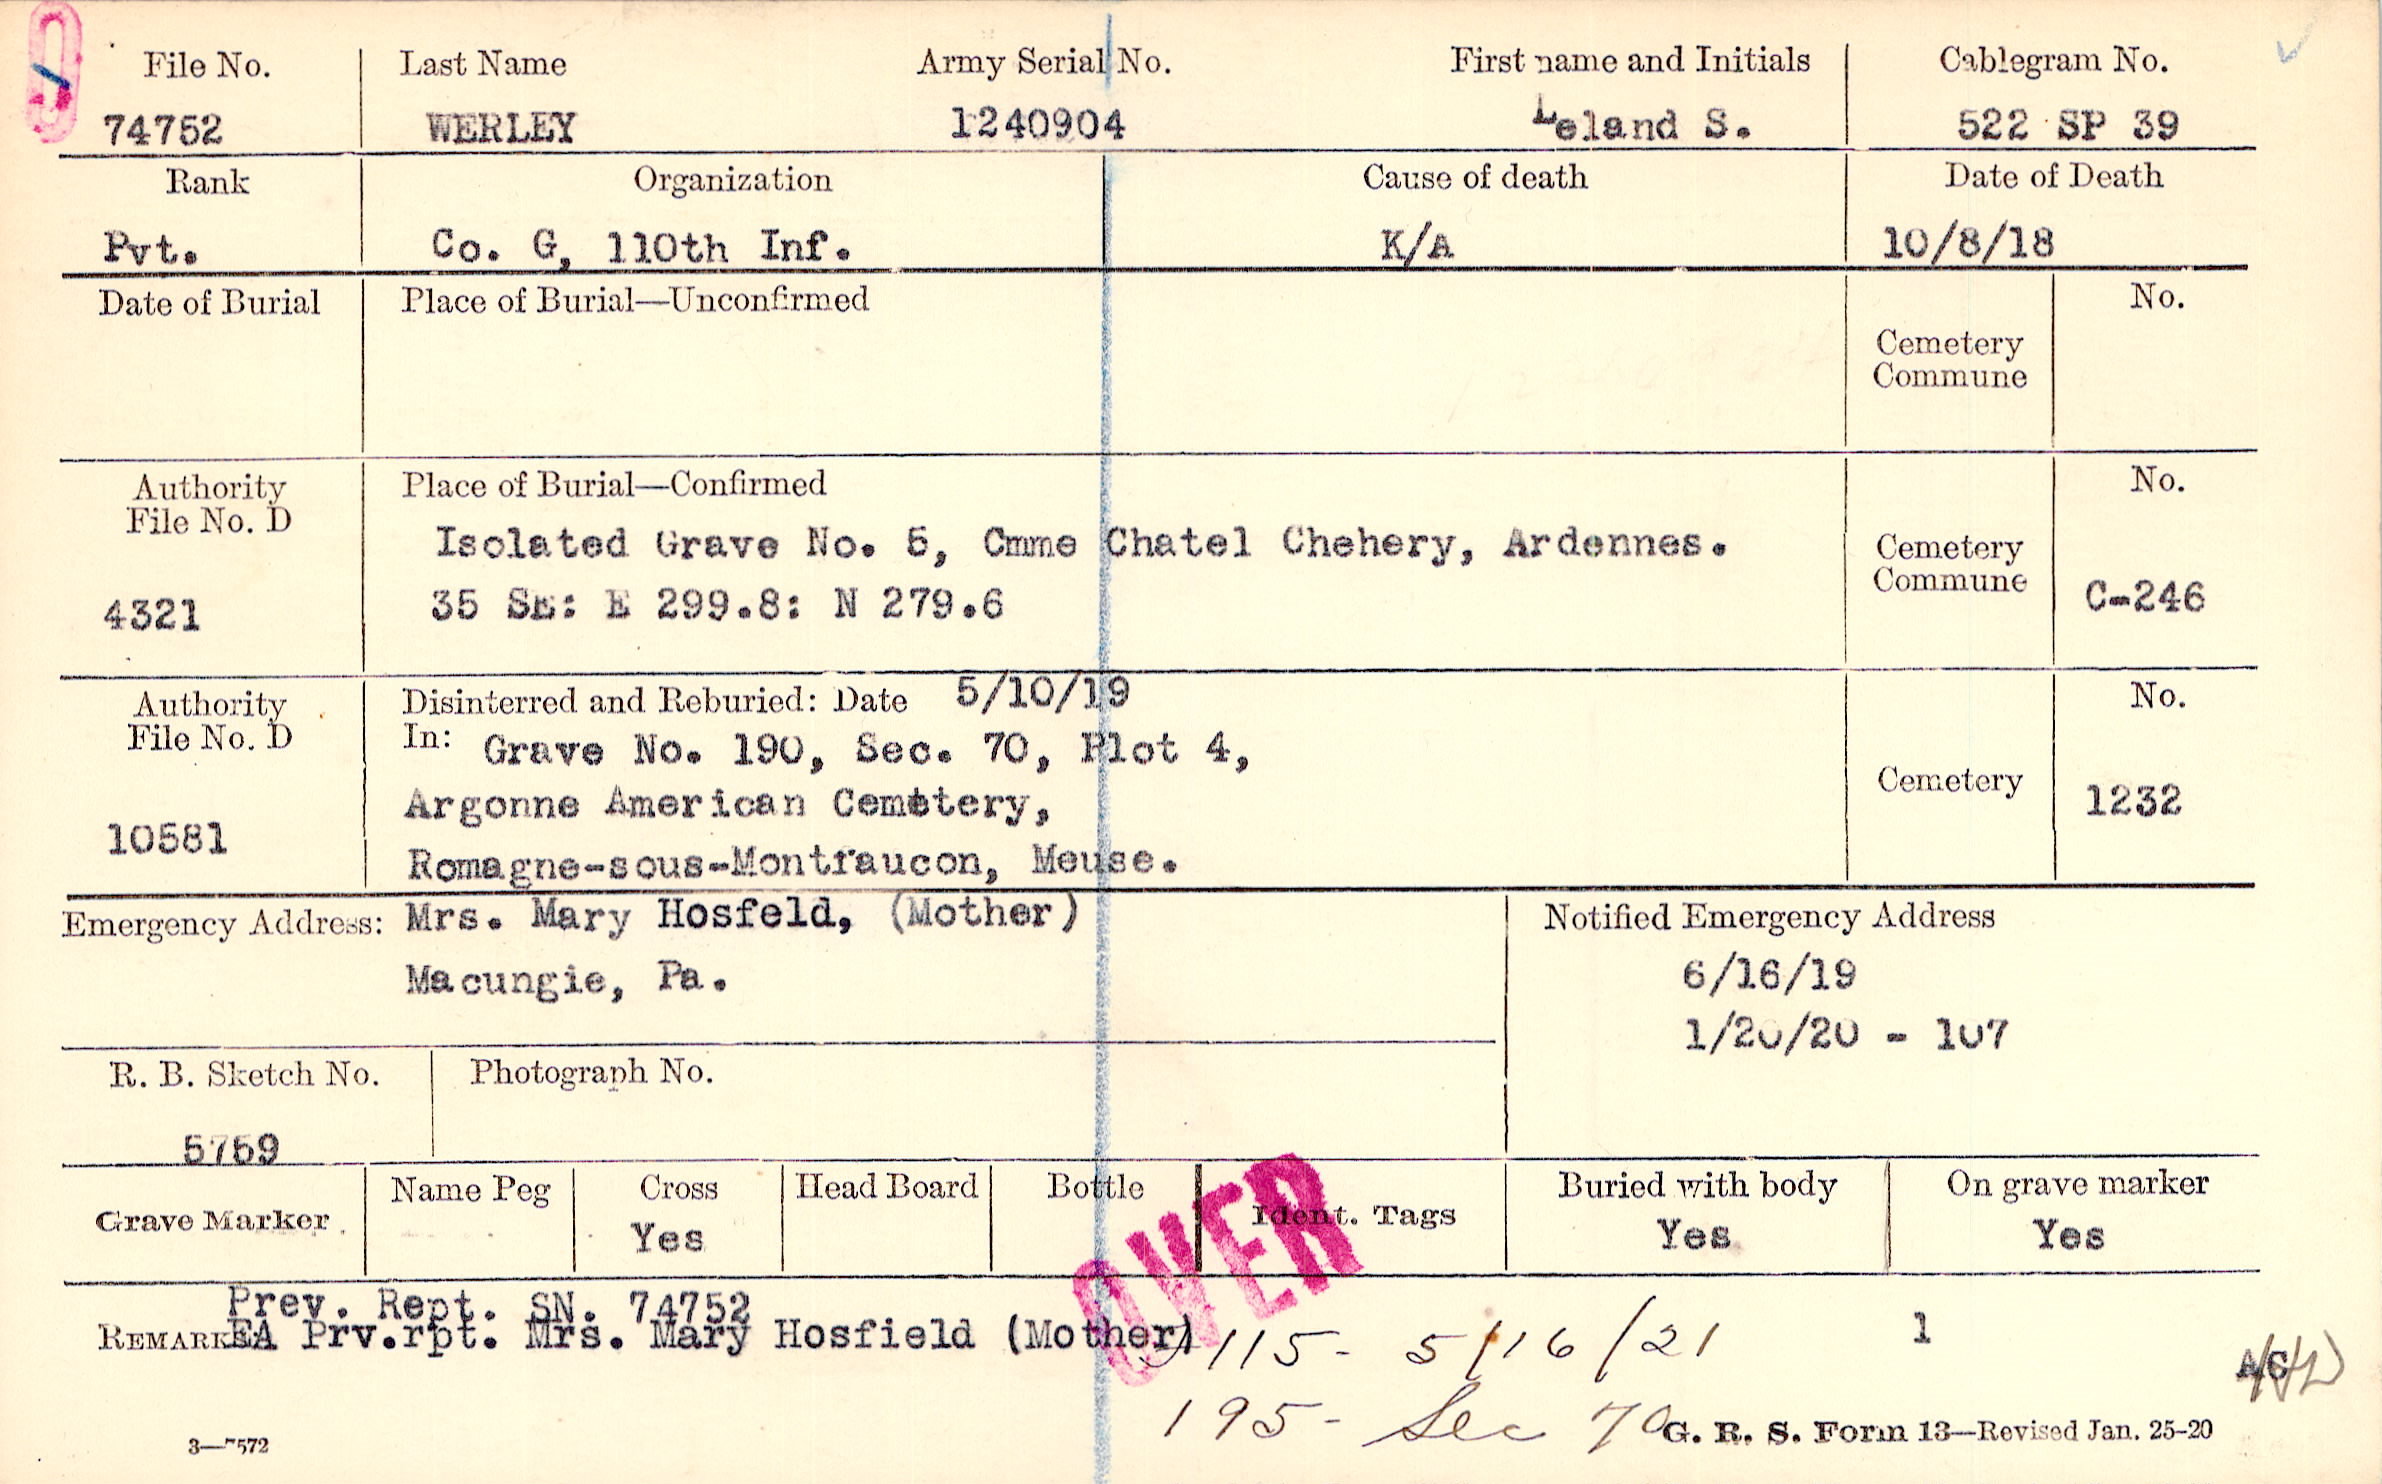 File No. Last Name Army Serial No. First name and Initials Cablegram No.
74752 WERLEY 1240904 Leland S. 522 SP 39
Rank Organization Cause of death Date of Death
Pvt. Co. G, 110th Inf. K/A 10/8/18
Date of Burial Place of Burial—Unconfirmed No.
Cemetery
Commune
Authority Place of Burial—Confirmed No.
File No. D
Isolated Grave No. 5, Cmme Chatel Chehery, Ardennes. Cemetery
Commune
4321 35 SE: E 299.8: N 279.6 C-246
Authority Disinterred and Reburied: Date 5/10/19 No.
File No. D In: Grave No. 190, Sec. 70, Plot 4,
Cemetery
Argonne American Cemetery, 1232
10581
Romagne-sous-Montfaucon, Meuse.
Emergency Address: Mrs. Mary Hosfeld, (Mother) Notified Emergency Address
Macungie, Pa. 6/16/19
1/20/20 - 107
R. B. Sketch No. Photograph No.
5759
Grave Marker Name Peg Cross Head Board Bottle Ident. Tags Buried with body On grave marker
Yes Yes Yes
OVER
Prev. Rept. SN. 74752
REMARKS: EA Prv.rpt. Mrs. Mary Hosfield (Mother) 115- 5/16/21 1
195- Sec 70
3—7572 G. R. S. Form 13—Revised Jan. 25-20